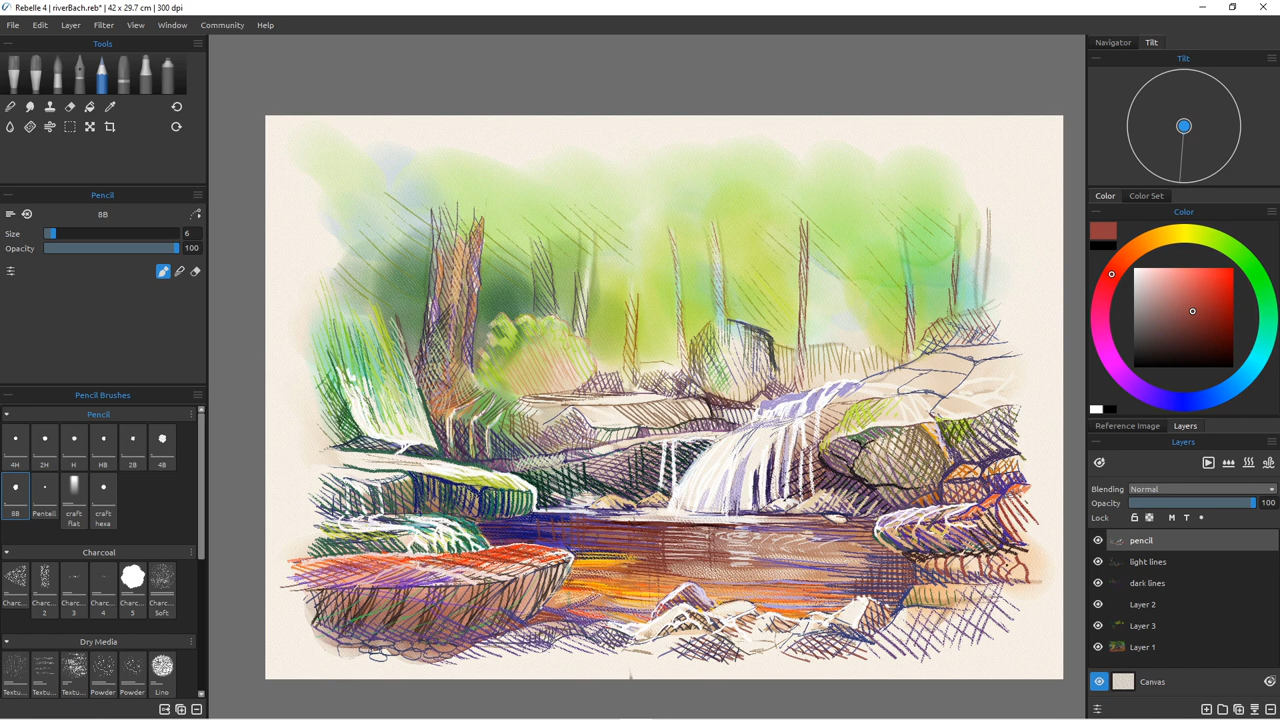 Rebelle 4 | riverBach.reb* | 42 x 29.7 cm | 300 dpi
File Edit Layer Filter View Window Community Help
Tools
Pencil
8B
Size 6
Opacity 100
Pencil Brushes
Pencil
4H 2H H HB 2B 4B
8B Pentell craft flat craft hexa
Charcoal
Charc... Charc... 2 Charc... 3 Charc... 4 Charc... 5 Charc... Soft
Dry Media
Textu... Textu... Textu... Powder Powder Lino
Navigator Tilt
Tilt
Color Color Set
Color
Reference Image Layers
Layers
Blending Normal
Opacity 100
Lock M T
pencil
light lines
dark lines
Layer 2
Layer 3
Layer 1
Canvas